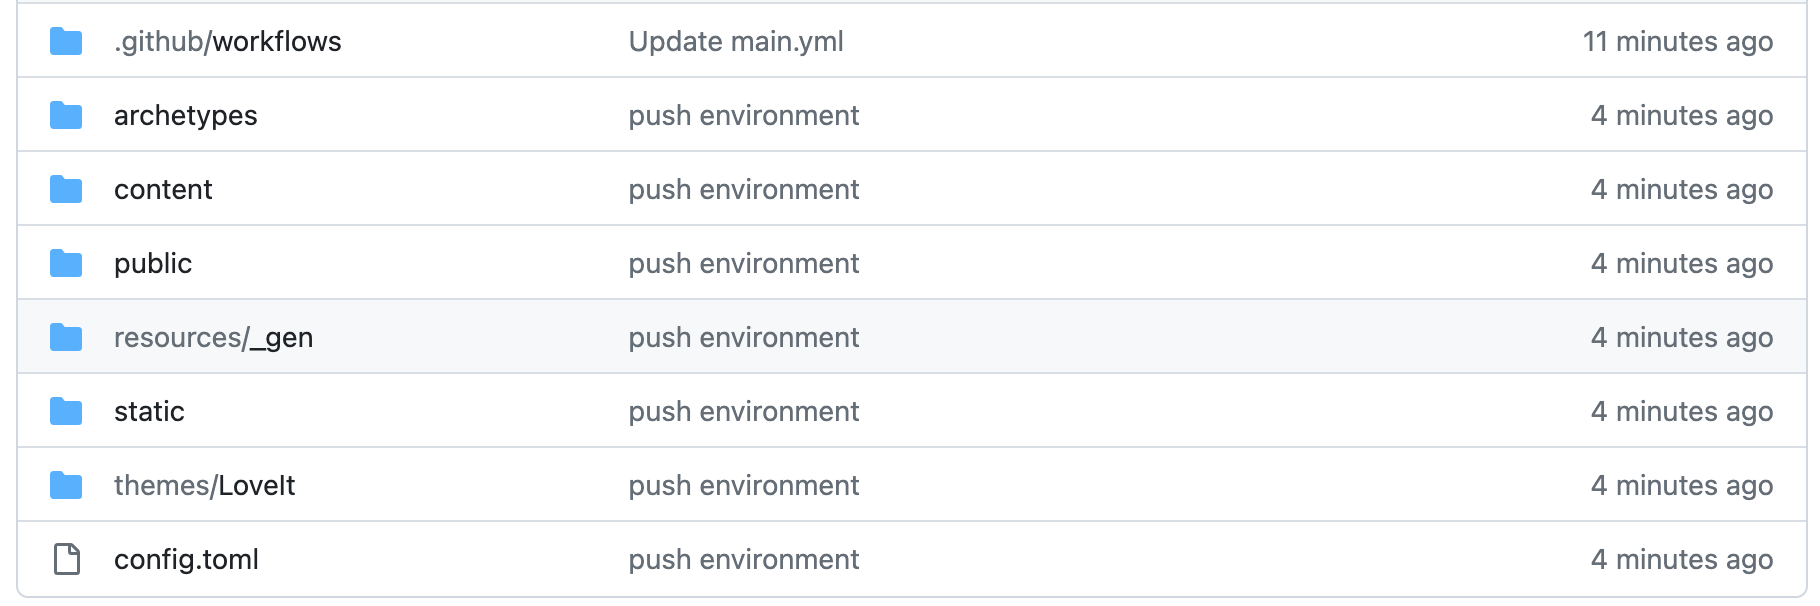 .github/workflows Update main.yml 11 minutes ago
archetypes push environment 4 minutes ago
content push environment 4 minutes ago
public push environment 4 minutes ago
resources/_gen push environment 4 minutes ago
static push environment 4 minutes ago
themes/LoveIt push environment 4 minutes ago
config.toml push environment 4 minutes ago